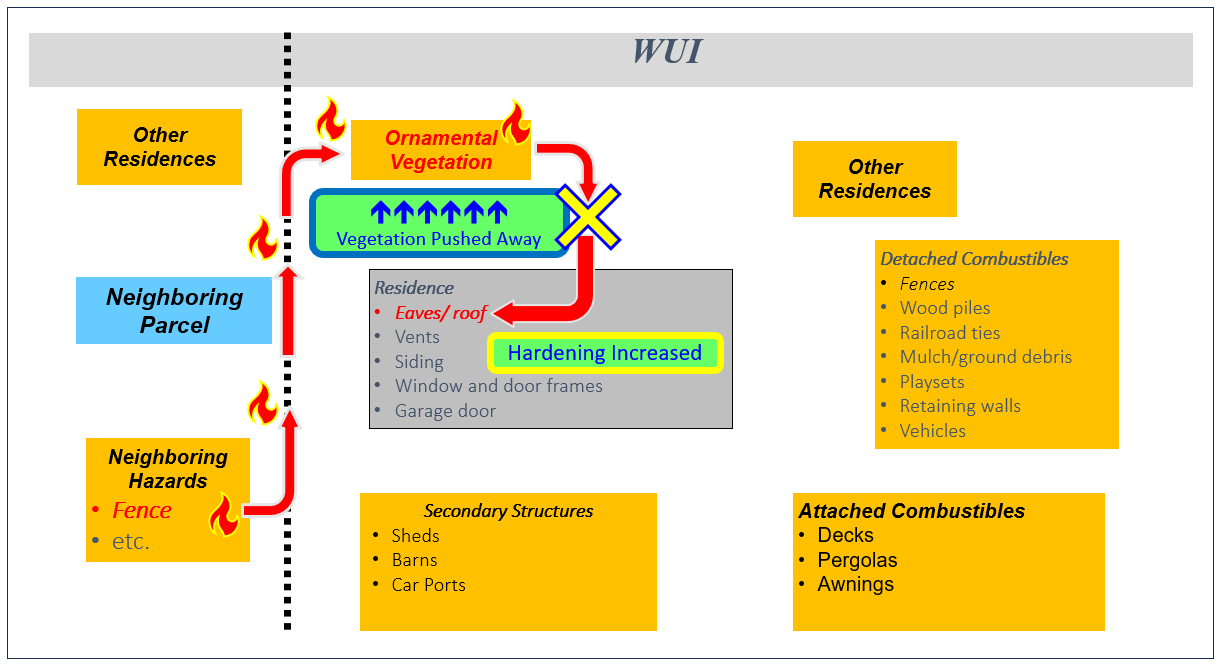 WUI
Other
Residences
Ornamental
Vegetation
Other
Residences
Vegetation Pushed Away
Neighboring
Parcel
Residence
• Eaves/ roof
• Vents
• Siding
• Window and door frames
• Garage door
Hardening Increased
Detached Combustibles
• Fences
• Wood piles
• Railroad ties
• Mulch/ground debris
• Playsets
• Retaining walls
• Vehicles
Neighboring
Hazards
• Fence
• etc.
Secondary Structures
• Sheds
• Barns
• Car Ports
Attached Combustibles
• Decks
• Pergolas
• Awnings